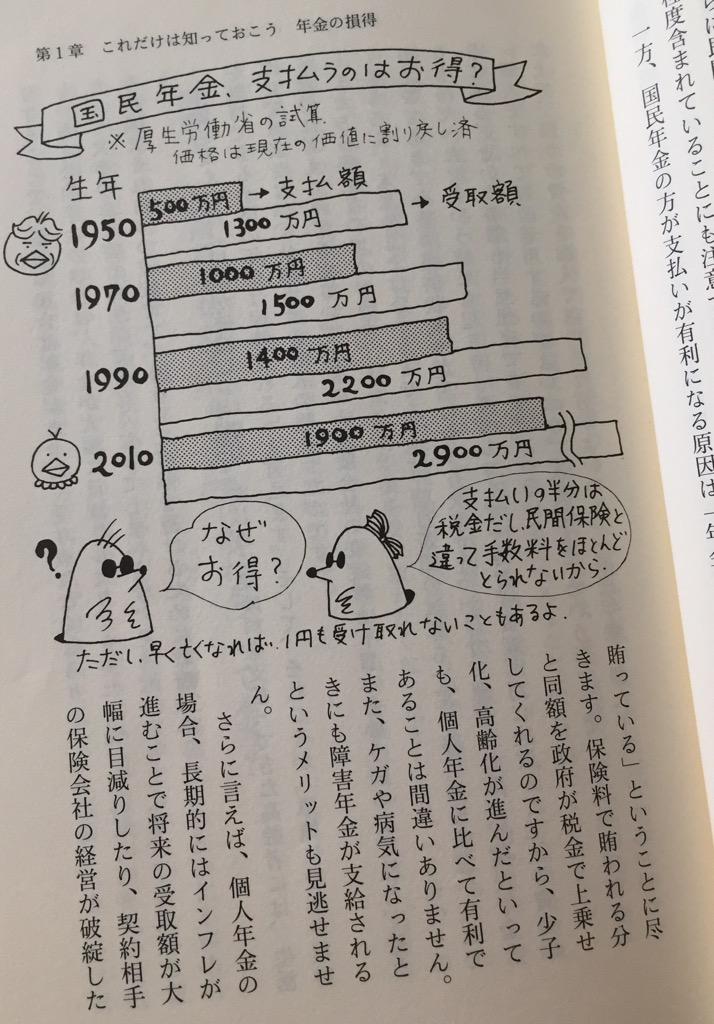 第1章 これだけは知っておこう 年金の損得
国民年金、支払うのはお得?
※厚生労働省の試算
価格は現在の価値に割り戻し済
生年
500万円
→支払額
1950
1300万円
→受取額
1000万円
1970
1500万円
1400万円
1990
2200万円
1900万円
2010
2900万円
?
なぜ
お得?
支払いの半分は
税金だし、民間保険と
違って手数料をほとんど
とられないから.
ただし、早く亡くなれば…1円も受け取れないこともあるよ.
賄っている」ということに尽
きます。保険料で賄われる分
と同額を政府が税金で上乗せ
してくれるのですから、少子
化、高齢化が進んだといって
も、個人年金に比べて有利で
あることは間違いありません。
また、ケガや病気になったと
きにも障害年金が支給される
というメリットも見逃せませ
ん。
さらに言えば、個人年金の
場合、長期的にはインフレが
進むことで将来の受取額が大
幅に目減りしたり、契約相手
の保険会社の経営が破綻した
程度含まれていることにも注意
一方、国民年金の方が支払いが有利になる原因は